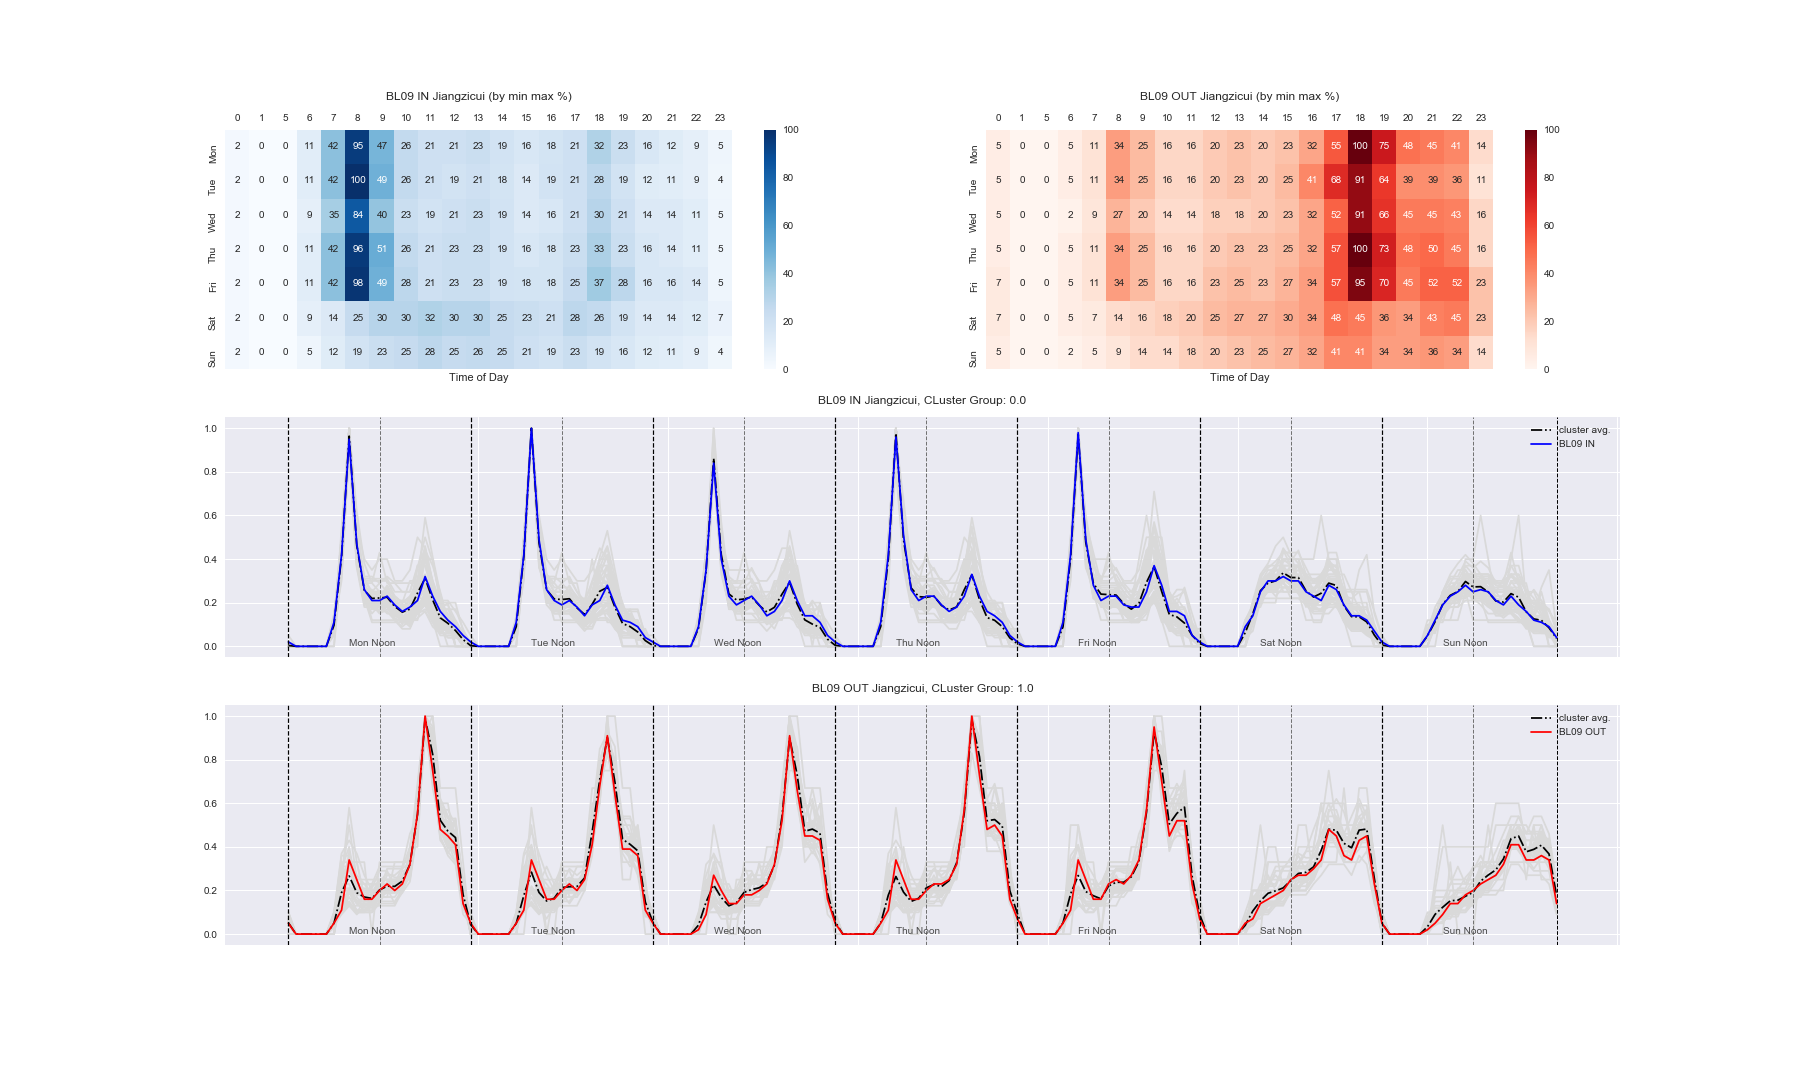 BL09 IN Jiangzicui (by min max %)
0 1 5 6 7 8 9 10 11 12 13 14 15 16 17 18 19 20 21 22 23
Mon 2 0 0 11 42 95 47 26 21 21 23 19 16 18 21 32 23 16 12 9 5
Tue 2 0 0 11 42 100 49 26 21 19 21 18 14 19 21 28 19 12 11 9 4
Wed 2 0 0 9 35 84 40 23 19 21 23 19 14 16 21 30 21 14 14 11 5
Thu 2 0 0 11 42 96 51 26 21 23 23 19 16 18 23 33 23 16 14 11 5
Fri 2 0 0 11 42 98 49 28 21 23 23 19 18 18 25 37 28 16 16 14 5
Sat 2 0 0 9 14 25 30 30 32 30 30 25 23 21 28 26 19 14 14 12 7
Sun 2 0 0 5 12 19 23 25 28 25 26 25 21 19 23 19 16 12 11 9 4
Time of Day
100
80
60
40
20
0
BL09 OUT Jiangzicui (by min max %)
0 1 5 6 7 8 9 10 11 12 13 14 15 16 17 18 19 20 21 22 23
Mon 5 0 0 5 11 34 25 16 16 20 23 20 23 32 55 100 75 48 45 41 14
Tue 5 0 0 5 11 34 25 16 16 20 23 20 25 41 68 91 64 39 39 36 11
Wed 5 0 0 2 9 27 20 14 14 18 18 20 23 32 52 91 66 45 45 43 16
Thu 5 0 0 5 11 34 25 16 16 20 23 23 25 32 57 100 73 48 50 45 16
Fri 7 0 0 5 11 34 25 16 16 23 25 23 27 34 57 95 70 45 52 52 23
Sat 7 0 0 5 7 14 16 18 20 25 27 27 30 34 48 45 36 34 43 45 23
Sun 5 0 0 2 5 9 14 14 18 20 23 25 27 32 41 41 34 34 36 34 14
Time of Day
100
80
60
40
20
0
BL09 IN Jiangzicui, CLuster Group: 0.0
1.0
0.8
0.6
0.4
0.2
0.0
cluster avg.
BL09 IN
Mon Noon Tue Noon Wed Noon Thu Noon Fri Noon Sat Noon Sun Noon
BL09 OUT Jiangzicui, CLuster Group: 1.0
1.0
0.8
0.6
0.4
0.2
0.0
cluster avg.
BL09 OUT
Mon Noon Tue Noon Wed Noon Thu Noon Fri Noon Sat Noon Sun Noon